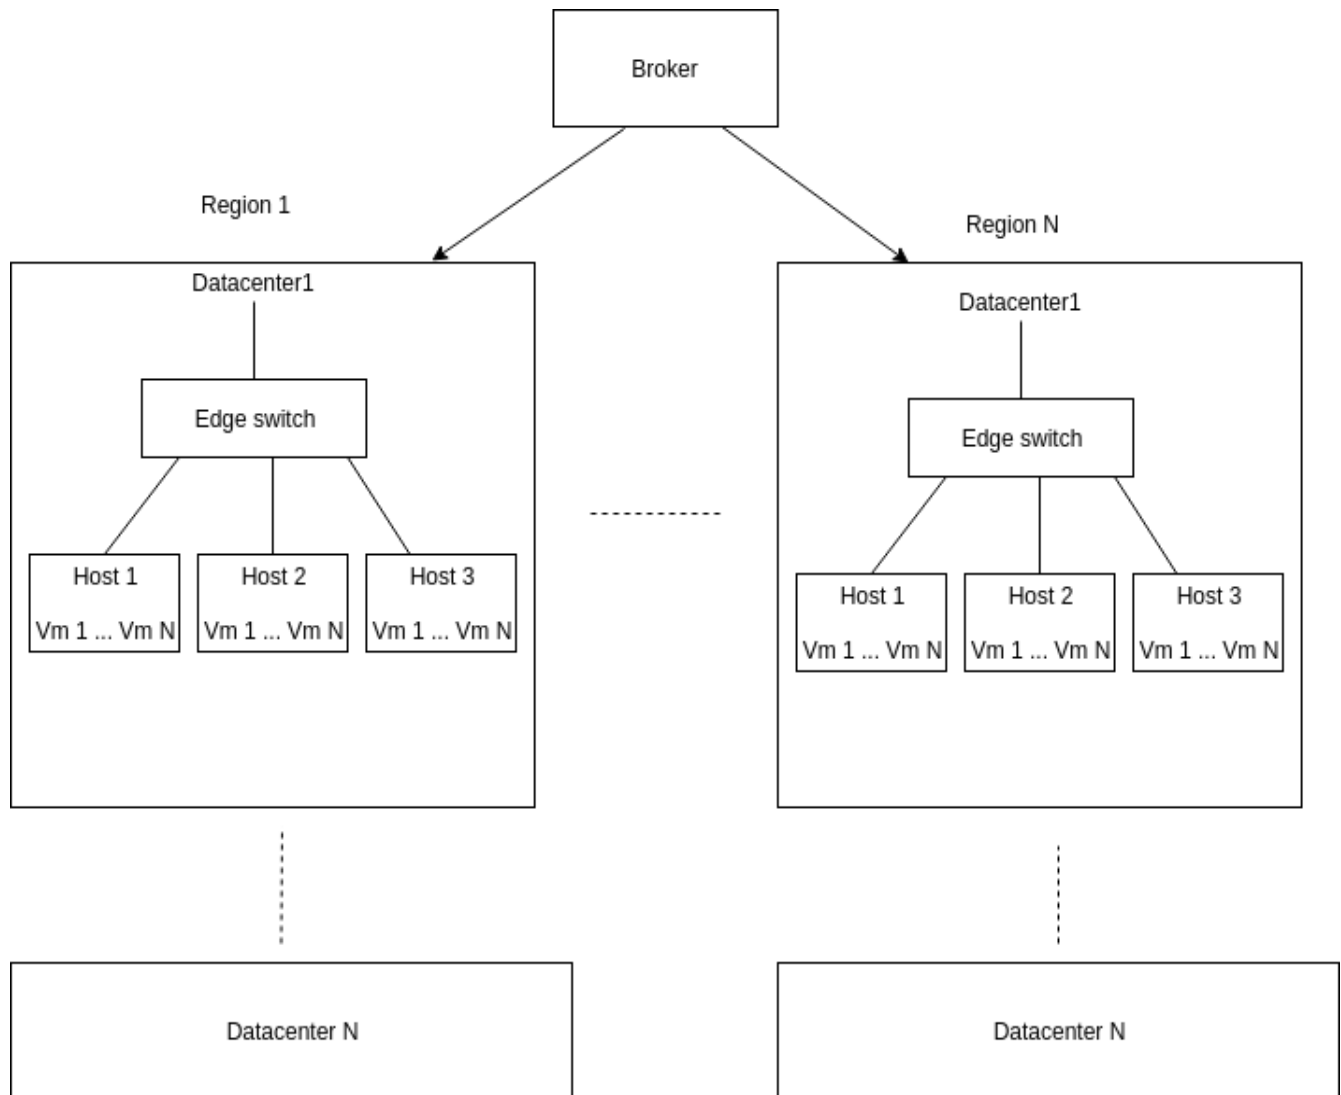 Broker
Region 1
Region N
Datacenter1
Edge switch
Host 1
Vm 1 ... Vm N
Host 2
Vm 1 ... Vm N
Host 3
Vm 1 ... Vm N
Datacenter1
Edge switch
Host 1
Vm 1 ... Vm N
Host 2
Vm 1 ... Vm N
Host 3
Vm 1 ... Vm N
Datacenter N
Datacenter N